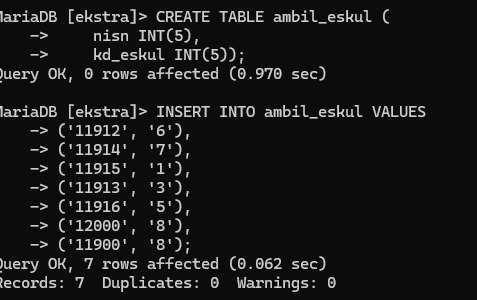 MariaDB [ekstra]> CREATE TABLE ambil_eskul (
    ->     nisn INT(5),
    ->     kd_eskul INT(5));
Query OK, 0 rows affected (0.970 sec)

MariaDB [ekstra]> INSERT INTO ambil_eskul VALUES
    -> ('11912', '6'),
    -> ('11914', '7'),
    -> ('11915', '1'),
    -> ('11913', '3'),
    -> ('11916', '5'),
    -> ('12000', '8'),
    -> ('11900', '8');
Query OK, 7 rows affected (0.062 sec)
Records: 7  Duplicates: 0  Warnings: 0